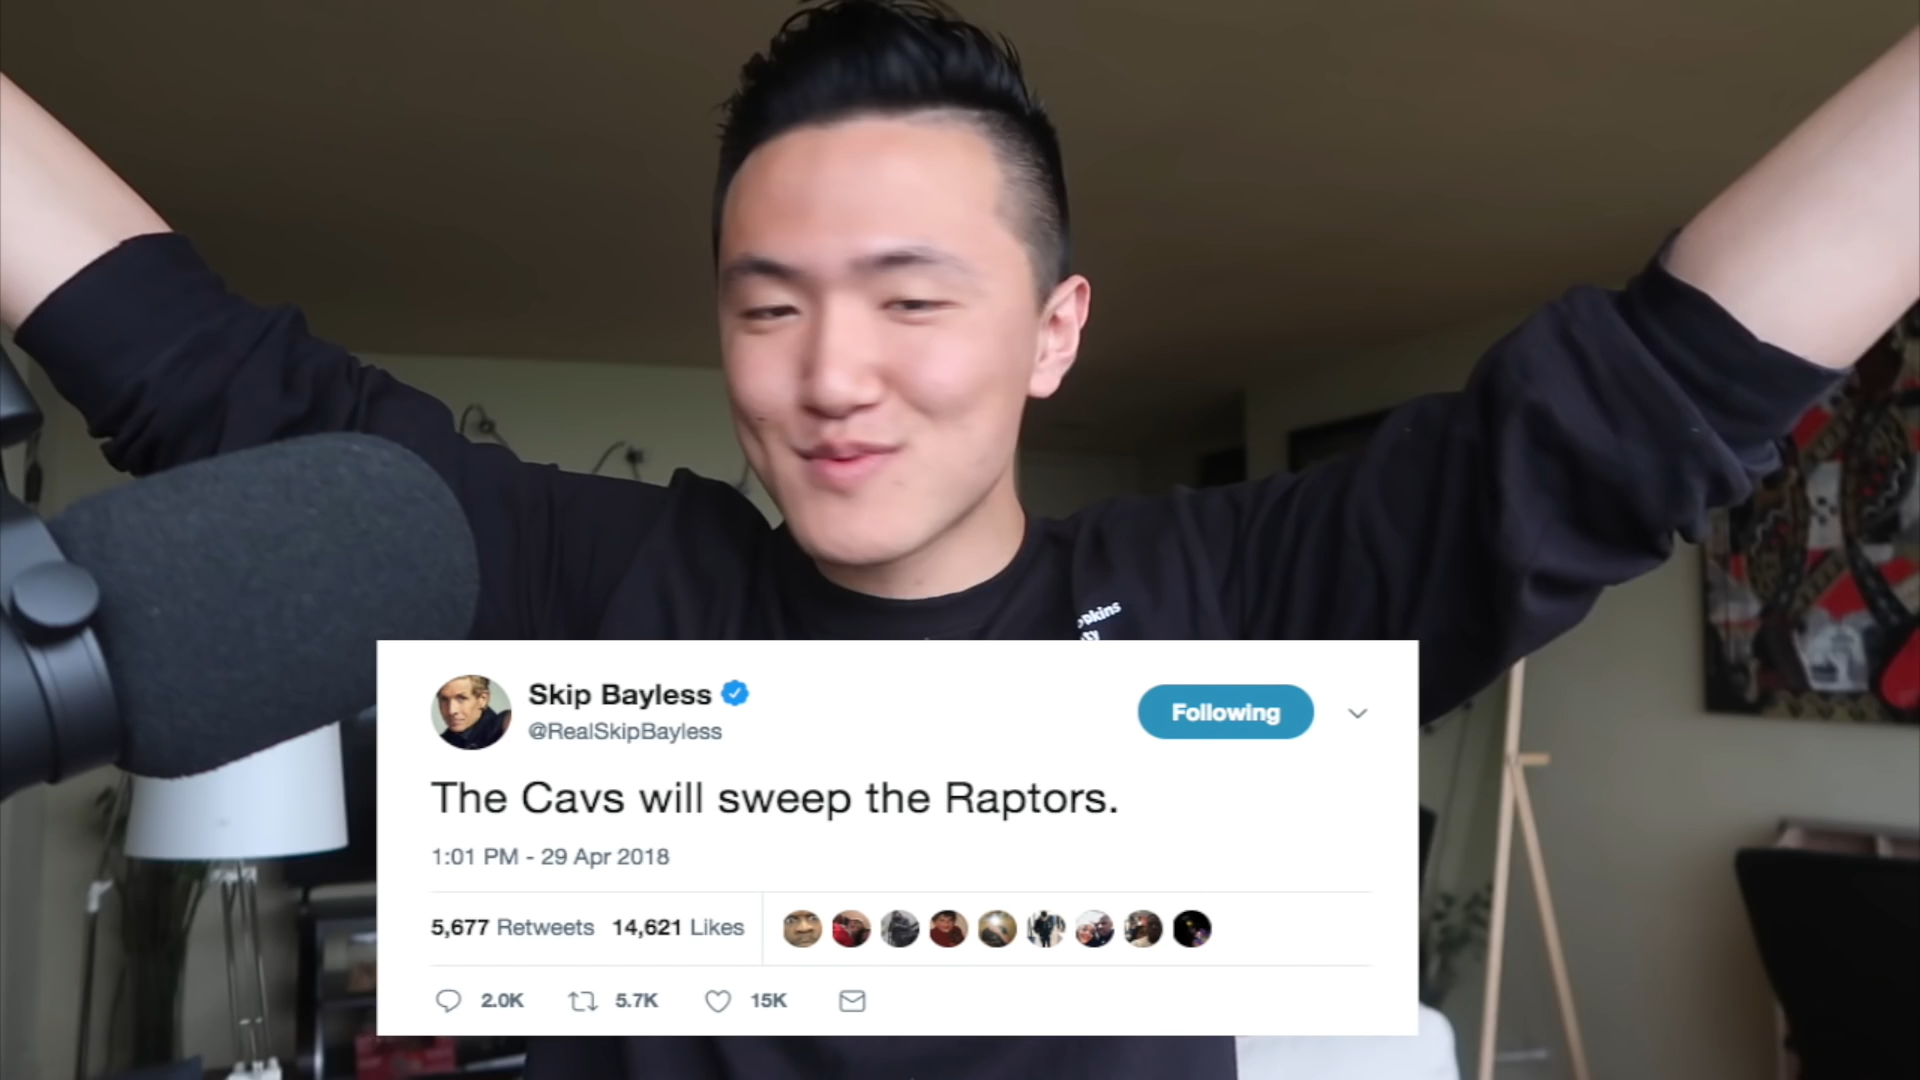 Skip Bayless
@RealSkipBayless
Following
The Cavs will sweep the Raptors.
1:01 PM - 29 Apr 2018
5,677 Retweets 14,621 Likes
2.0K 5.7K 15K